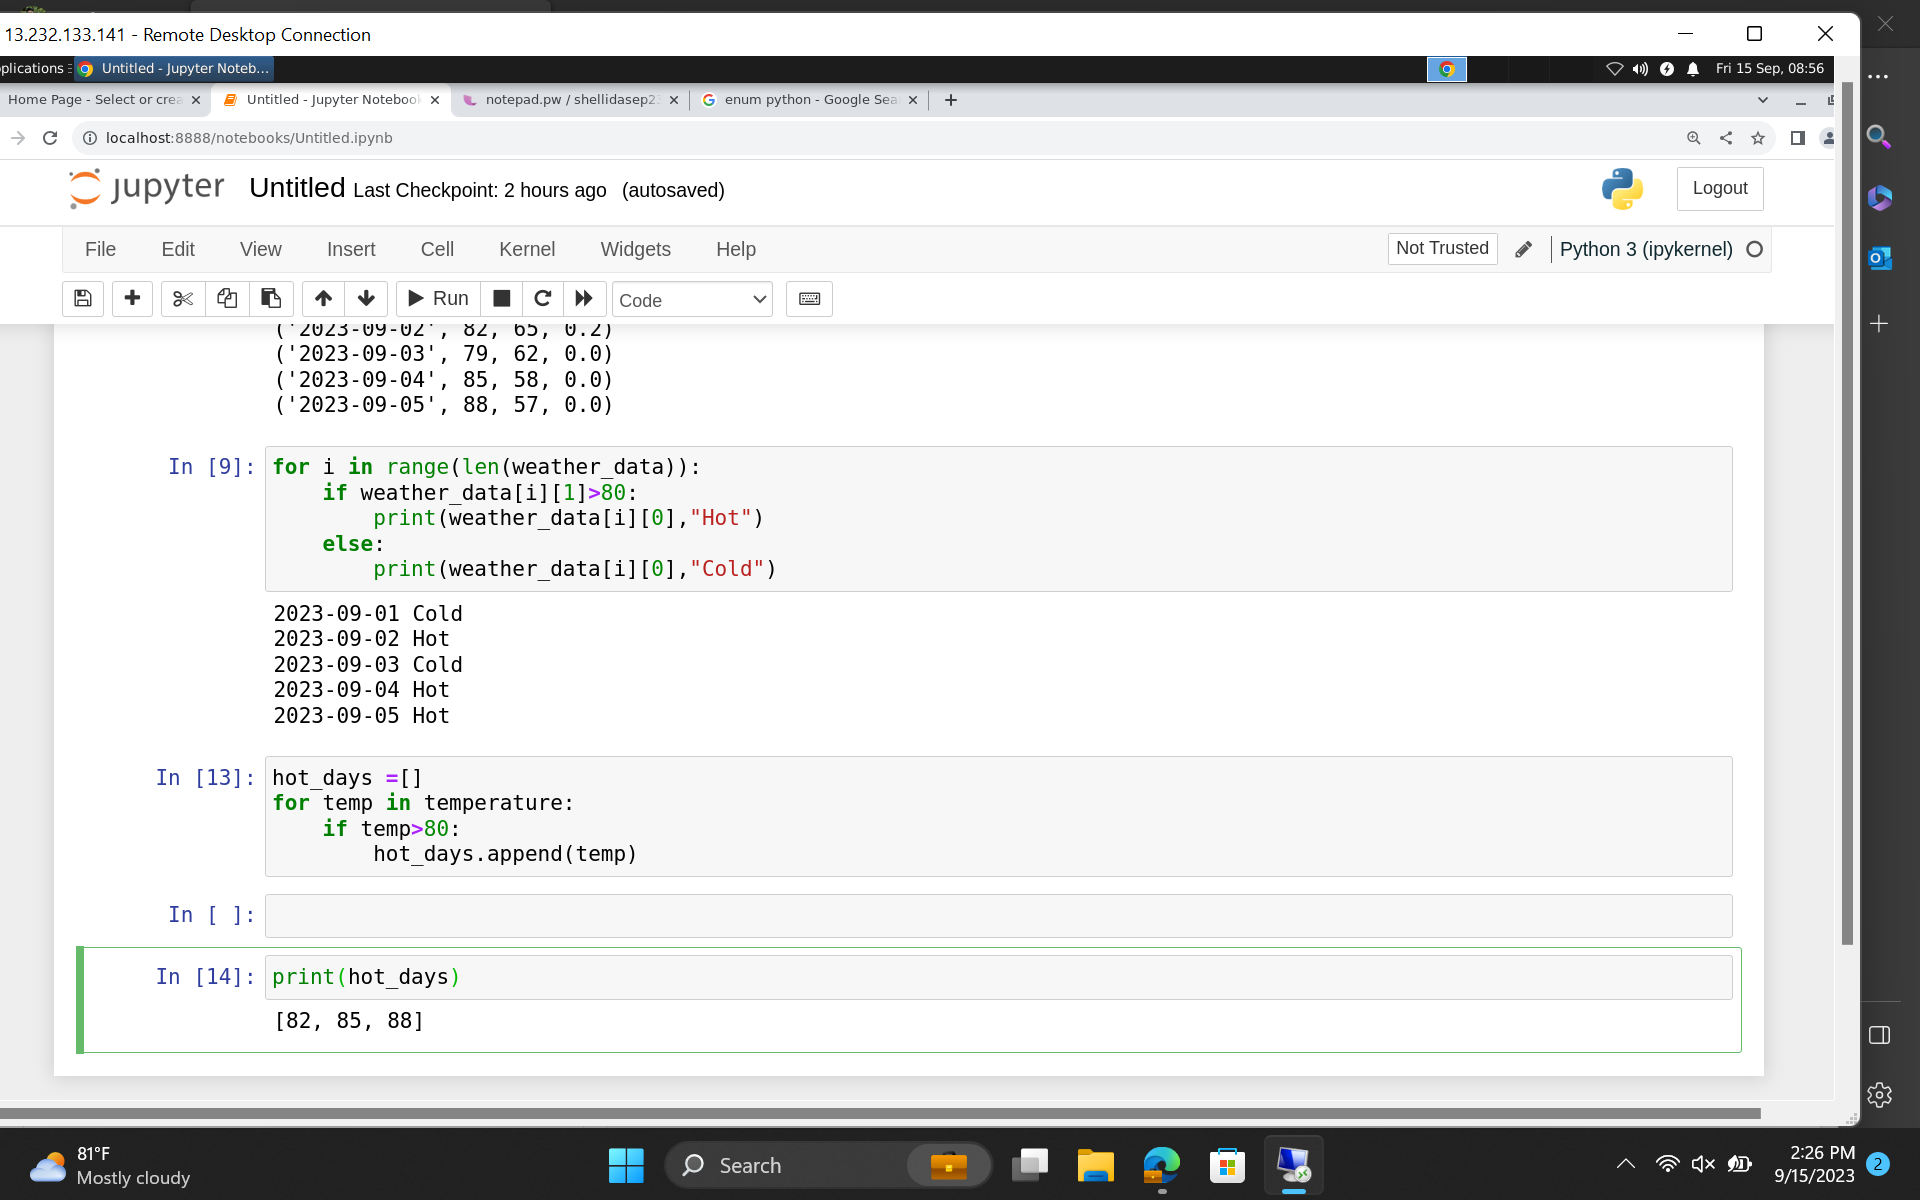 13.232.133.141 - Remote Desktop Connection
plications
Untitled - Jupyter Noteb...
Fri 15 Sep, 08:56
Home Page - Select or crea
Untitled - Jupyter Notebook
notepad.pw / shellidasep23
enum python - Google Sea
localhost:8888/notebooks/Untitled.ipynb
jupyter Untitled Last Checkpoint: 2 hours ago (autosaved)
Logout
File Edit View Insert Cell Kernel Widgets Help
Not Trusted
Python 3 (ipykernel)
Run
Code
('2023-09-02', 82, 65, 0.2)
('2023-09-03', 79, 62, 0.0)
('2023-09-04', 85, 58, 0.0)
('2023-09-05', 88, 57, 0.0)
In [9]: for i in range(len(weather_data)):
    if weather_data[i][1]>80:
        print(weather_data[i][0],"Hot")
    else:
        print(weather_data[i][0],"Cold")
2023-09-01 Cold
2023-09-02 Hot
2023-09-03 Cold
2023-09-04 Hot
2023-09-05 Hot
In [13]: hot_days =[]
for temp in temperature:
    if temp>80:
        hot_days.append(temp)
In [ ]:
In [14]: print(hot_days)
[82, 85, 88]
81°F
Mostly cloudy
Search
2:26 PM
9/15/2023
2